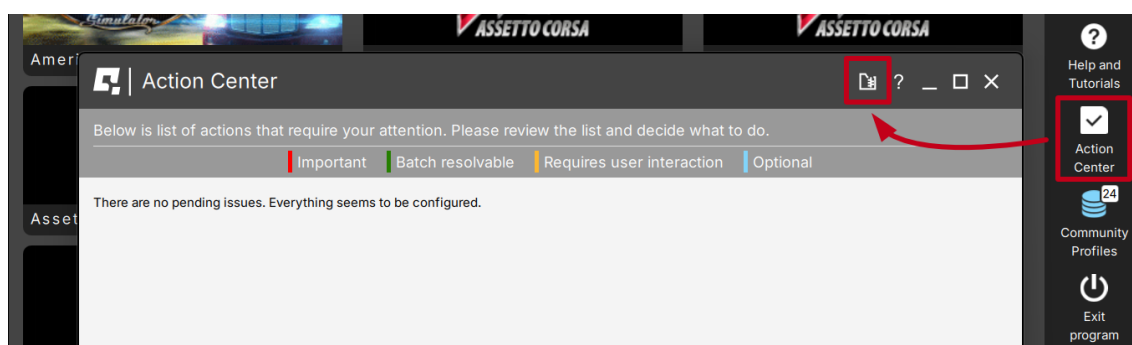 Simulator
ASSETTO CORSA
ASSETTO CORSA
Ameri
Action Center
?
Below is list of actions that require your attention. Please review the list and decide what to do.
Important
Batch resolvable
Requires user interaction
Optional
There are no pending issues. Everything seems to be configured.
Asset
?
Help and
Tutorials
Action
Center
24
Community
Profiles
Exit
program